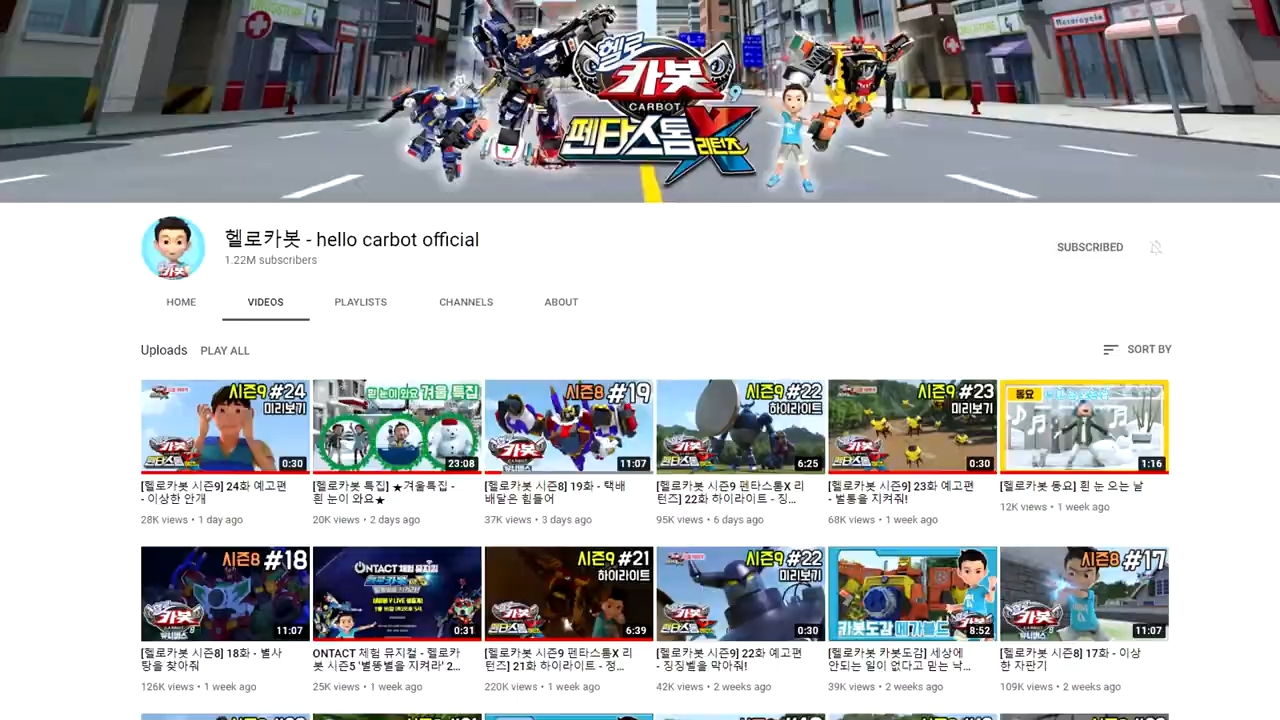 헬로
카봇
9
CARBOT
펜타스톰X
리턴즈
헬로카봇 - hello carbot official
1.22M subscribers
SUBSCRIBED
HOME VIDEOS PLAYLISTS CHANNELS ABOUT
Uploads PLAY ALL
SORT BY
시즌9 #24
미리보기
0:30
[헬로카봇 시즌9] 24화 예고편
- 이상한 안개
28K views • 1 day ago
흰 눈이 와요 겨울 특집
23:08
[헬로카봇 특집] ★겨울특집 -
흰 눈이 와요★
20K views • 2 days ago
시즌8 #19
11:07
[헬로카봇 시즌8] 19화 - 택배
배달은 힘들어
37K views • 3 days ago
시즌9 #22
하이라이트
6:25
[헬로카봇 시즌9 펜타스톰X 리
턴즈] 22화 하이라이트 - 징...
95K views • 6 days ago
시즌9 #23
미리보기
0:30
[헬로카봇 시즌9] 23화 예고편
- 벌통을 지켜줘!
68K views • 1 week ago
동요
1:16
[헬로카봇 동요] 흰 눈 오는 날
12K views • 1 week ago
시즌8 #18
11:07
[헬로카봇 시즌8] 18화 - 별사
탕을 찾아줘
126K views • 1 week ago
ONTACT 체험 뮤지컬
0:31
ONTACT 체험 뮤지컬 - 헬로카
봇 시즌5 '별똥별을 지켜라' 2...
25K views • 1 week ago
시즌9 #21
하이라이트
6:39
[헬로카봇 시즌9 펜타스톰X 리
턴즈] 21화 하이라이트 - 정...
220K views • 1 week ago
시즌9 #22
미리보기
0:30
[헬로카봇 시즌9] 22화 예고편
- 징징벨을 막아줘!
42K views • 2 weeks ago
카봇도감 메가볼드
8:52
[헬로카봇 카봇도감] 세상에
안되는 일이 없다고 믿는 낙...
39K views • 2 weeks ago
시즌8 #17
11:07
[헬로카봇 시즌8] 17화 - 이상
한 자판기
109K views • 2 weeks ago